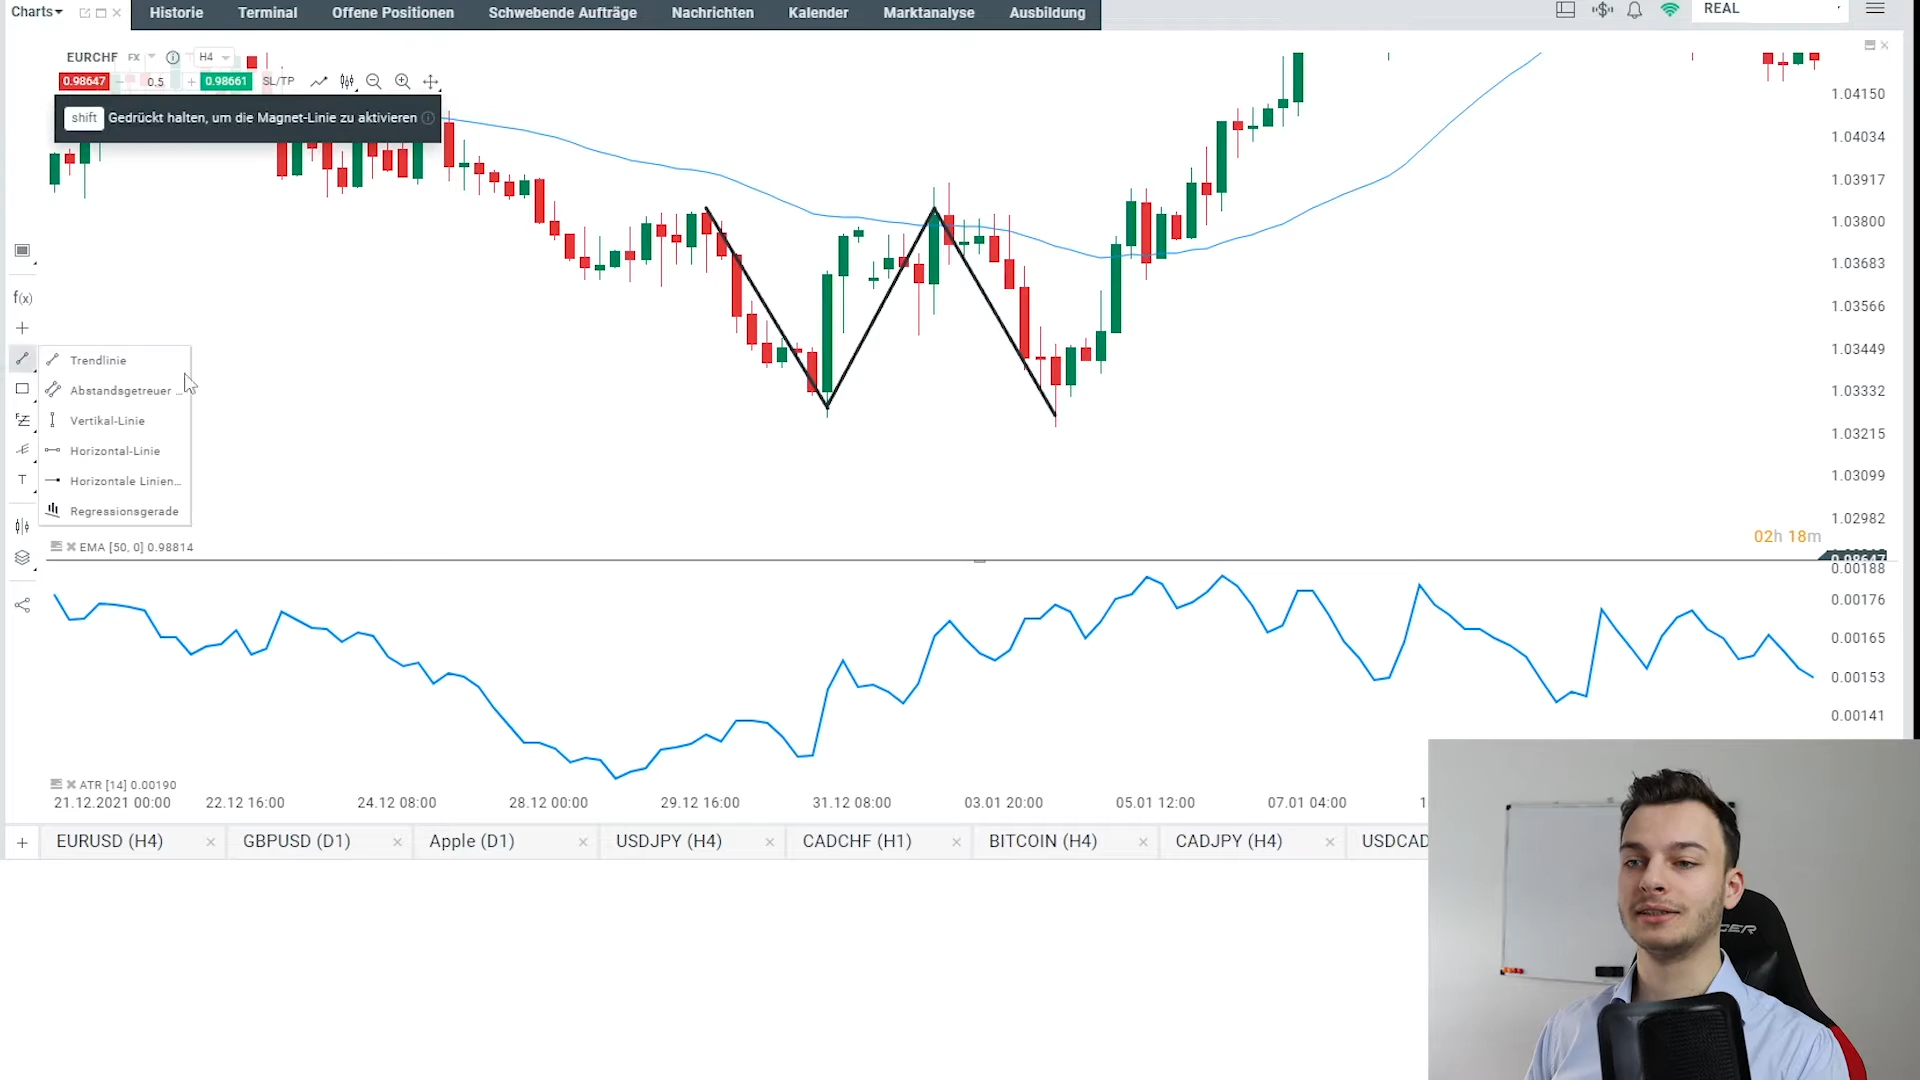 Charts
Historie
Terminal
Offene Positionen
Schwebende Aufträge
Nachrichten
Kalender
Marktanalyse
Ausbildung
REAL
EURCHF FX H4
0.98647 0.5 + 0.98661 SL/TP
shift Gedrückt halten, um die Magnet-Linie zu aktivieren
f(x)
Trendlinie
Abstandsgetreuer ...
Vertikal-Linie
Horizontal-Linie
Horizontale Linien...
Regressionsgerade
T
EMA [50, 0] 0.98814
1.04150
1.04034
1.03917
1.03800
1.03683
1.03566
1.03449
1.03332
1.03215
1.03099
1.02982
02h 18m
0.98647
0.00188
0.00176
0.00165
0.00153
0.00141
ATR [14] 0.00190
21.12.2021 00:00 22.12 16:00 24.12 08:00 28.12 00:00 29.12 16:00 31.12 08:00 03.01 20:00 05.01 12:00 07.01 04:00
+ EURUSD (H4) GBPUSD (D1) Apple (D1) USDJPY (H4) CADCHF (H1) BITCOIN (H4) CADJPY (H4) USDCAD